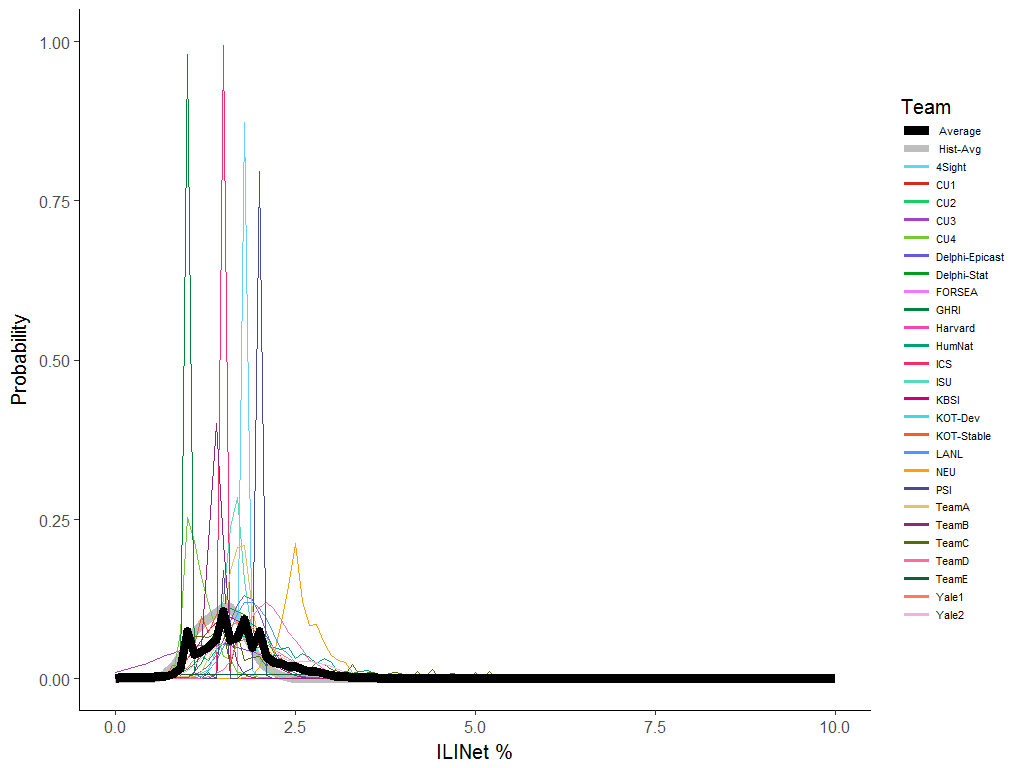 1.00
0.75
0.50
0.25
0.00
Probability
0.0
2.5
5.0
7.5
10.0
ILINet %
Team
Average
Hist-Avg
4Sight
CU1
CU2
CU3
CU4
Delphi-Epicast
Delphi-Stat
FORSEA
GHRI
Harvard
HumNat
ICS
ISU
KBSI
KOT-Dev
KOT-Stable
LANL
NEU
PSI
TeamA
TeamB
TeamC
TeamD
TeamE
Yale1
Yale2